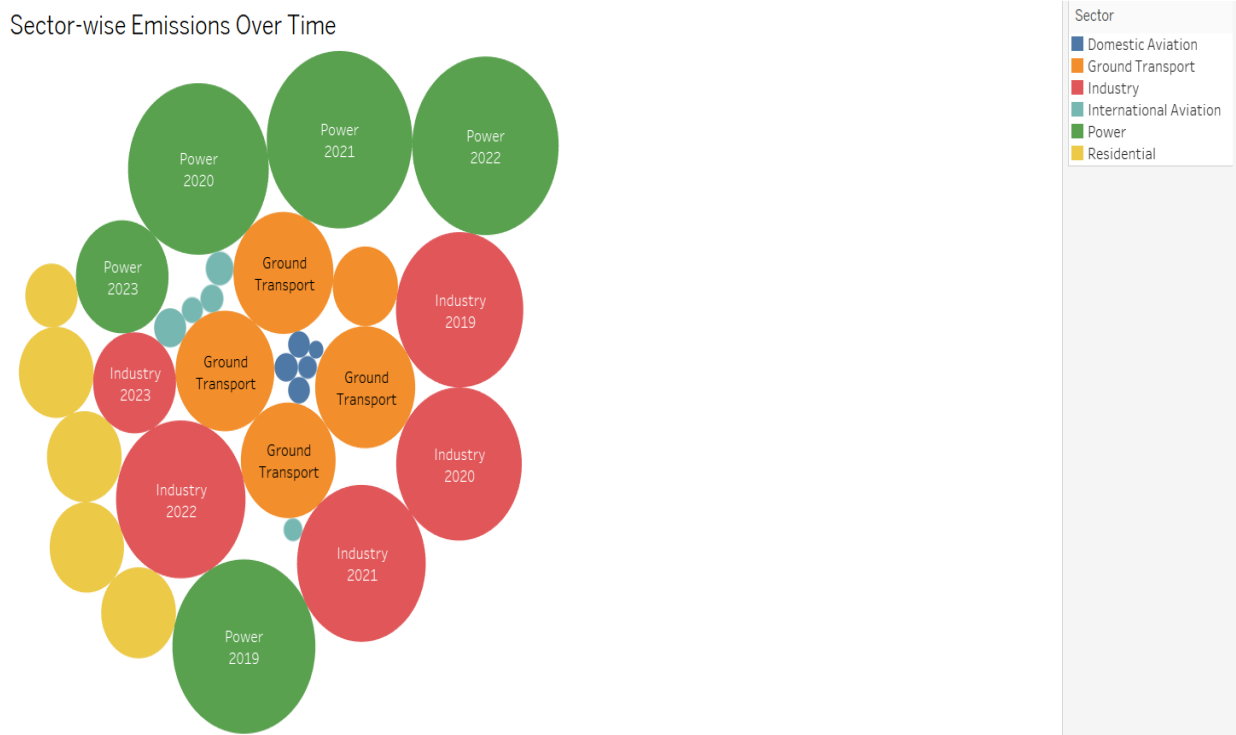 Sector-wise Emissions Over Time
Power
2021
Power
2022
Power
2020
Power
2023
Ground
Transport
Industry
2019
Ground
Transport
Industry
2023
Ground
Transport
Ground
Transport
Industry
2020
Industry
2022
Industry
2021
Power
2019
Sector
Domestic Aviation
Ground Transport
Industry
International Aviation
Power
Residential